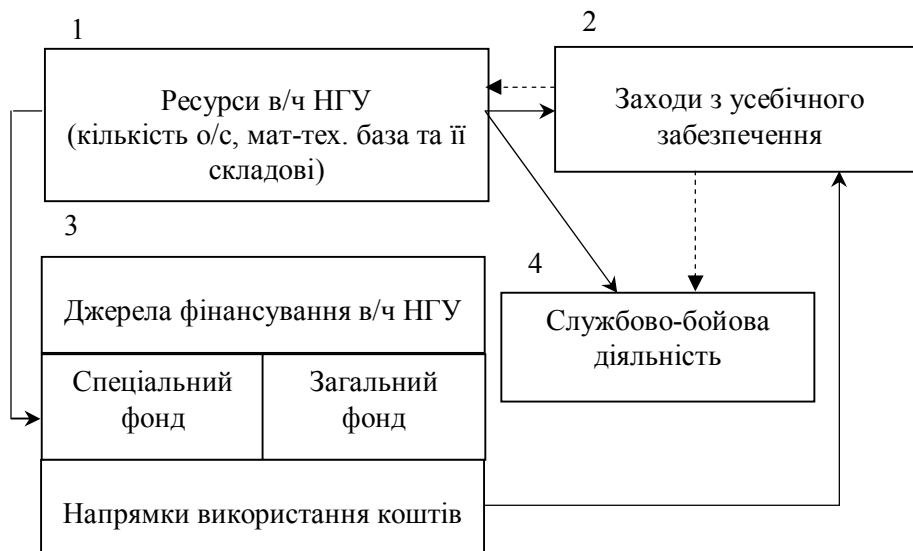 1
Ресурси в/ч НГУ
(кількість о/с, мат-тех. база та її
складові)
2
Заходи з усебічного
забезпечення
3
Джерела фінансування в/ч НГУ
Спеціальний
фонд
Загальний
фонд
Напрямки використання коштів
4
Службово-бойова
діяльність